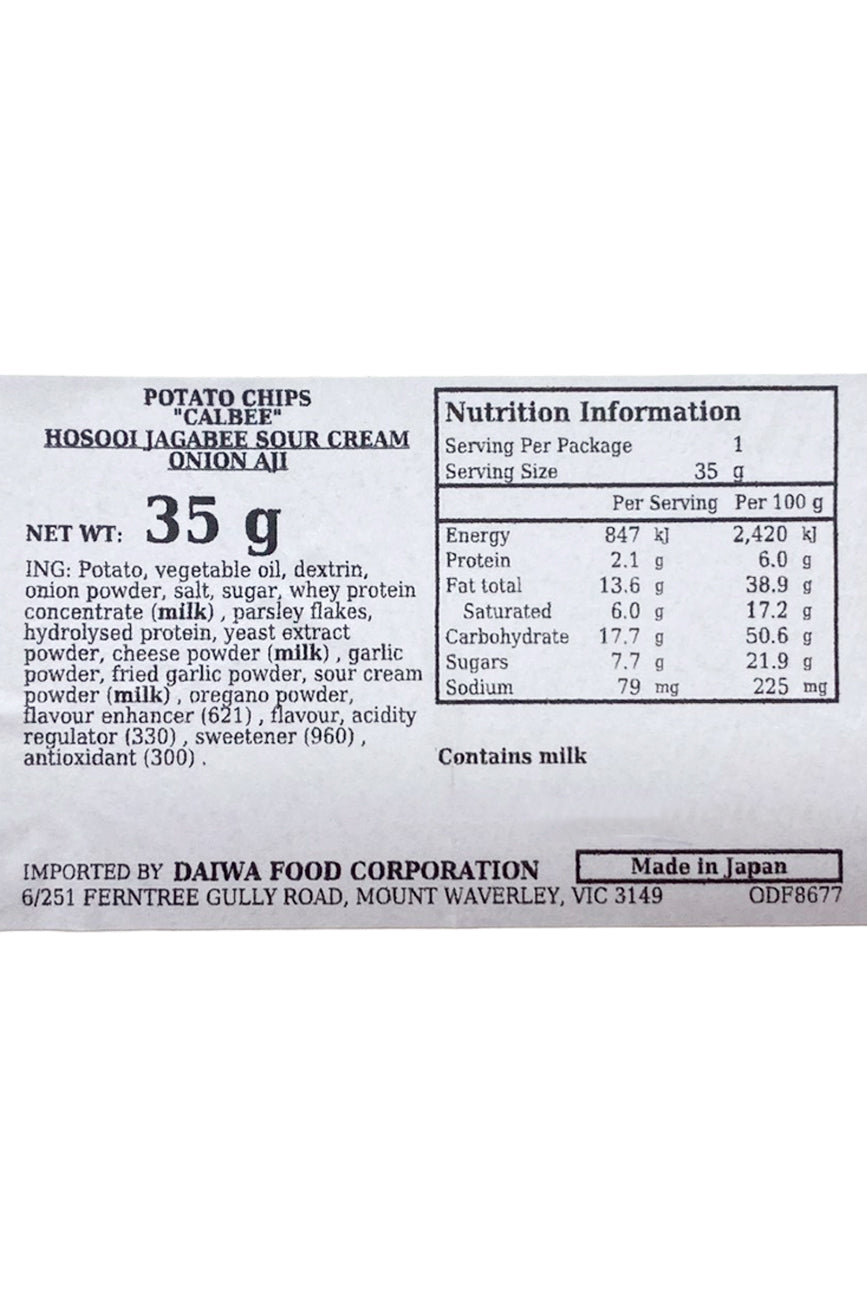 POTATO CHIPS
"CALBEE"
HOSOOI JAGABEE SOUR CREAM
ONION AJI
NET WT: 35 g
ING: Potato, vegetable oil, dextrin,
onion powder, salt, sugar, whey protein
concentrate (milk) , parsley flakes,
hydrolysed protein, yeast extract
powder, cheese powder (milk) , garlic
powder, fried garlic powder, sour cream
powder (milk) , oregano powder,
flavour enhancer (621) , flavour, acidity
regulator (330) , sweetener (960) ,
antioxidant (300) .
Nutrition Information
Serving Per Package 1
Serving Size 35 g
Per Serving Per 100 g
Energy 847 kJ 2,420 kJ
Protein 2.1 g 6.0 g
Fat total 13.6 g 38.9 g
Saturated 6.0 g 17.2 g
Carbohydrate 17.7 g 50.6 g
Sugars 7.7 g 21.9 g
Sodium 79 mg 225 mg
Contains milk
IMPORTED BY DAIWA FOOD CORPORATION
Made in Japan
6/251 FERNTREE GULLY ROAD, MOUNT WAVERLEY, VIC 3149
ODF8677